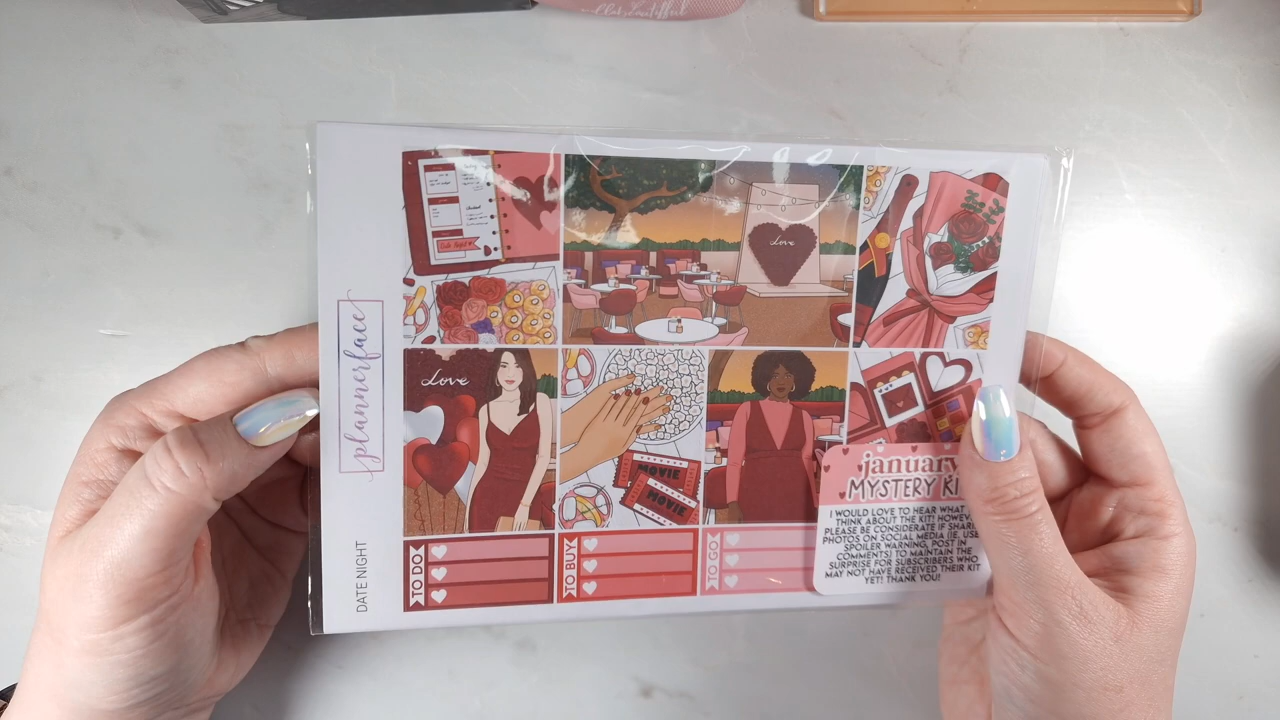 Love
plannerface
DATE NIGHT
Love
MOVIE
MOVIE
TO DO
TO BUY
TO GO
january
MYSTERY
I WOULD LOVE TO HEAR WHAT
THINK ABOUT THE KIT! HOWEV
PLEASE BE CONSIDERATE IF SHAR
PHOTOS ON SOCIAL MEDIA (IE. USE
SPOILER WARNING, POST IN
COMMENTS) TO MAINTAIN THE
SURPRISE FOR SUBSCRIBERS WHO
MAY NOT HAVE RECEIVED THEIR KIT
YET! THANK YOU!